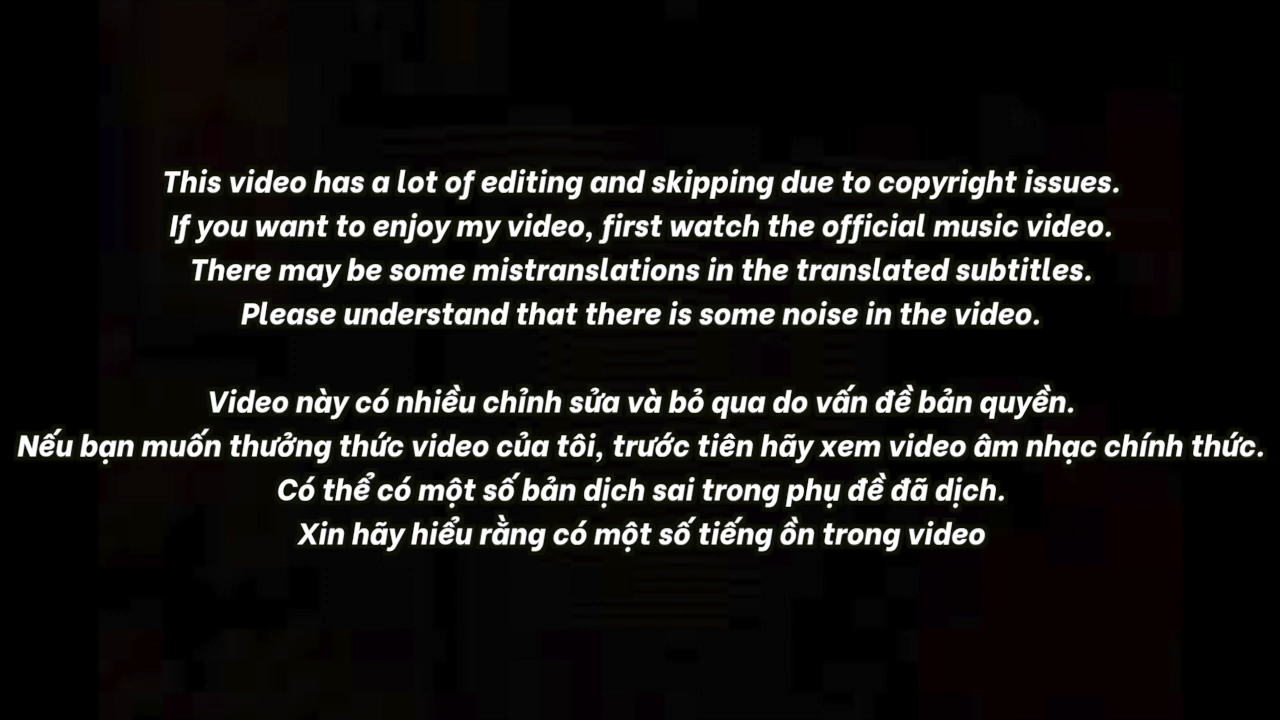 This video has a lot of editing and skipping due to copyright issues.
If you want to enjoy my video, first watch the official music video.
There may be some mistranslations in the translated subtitles.
Please understand that there is some noise in the video.
Video này có nhiều chỉnh sửa và bỏ qua do vấn đề bản quyền.
Nếu bạn muốn thưởng thức video của tôi, trước tiên hãy xem video âm nhạc chính thức.
Có thể có một số bản dịch sai trong phụ đề đã dịch.
Xin hãy hiểu rằng có một số tiếng ồn trong video